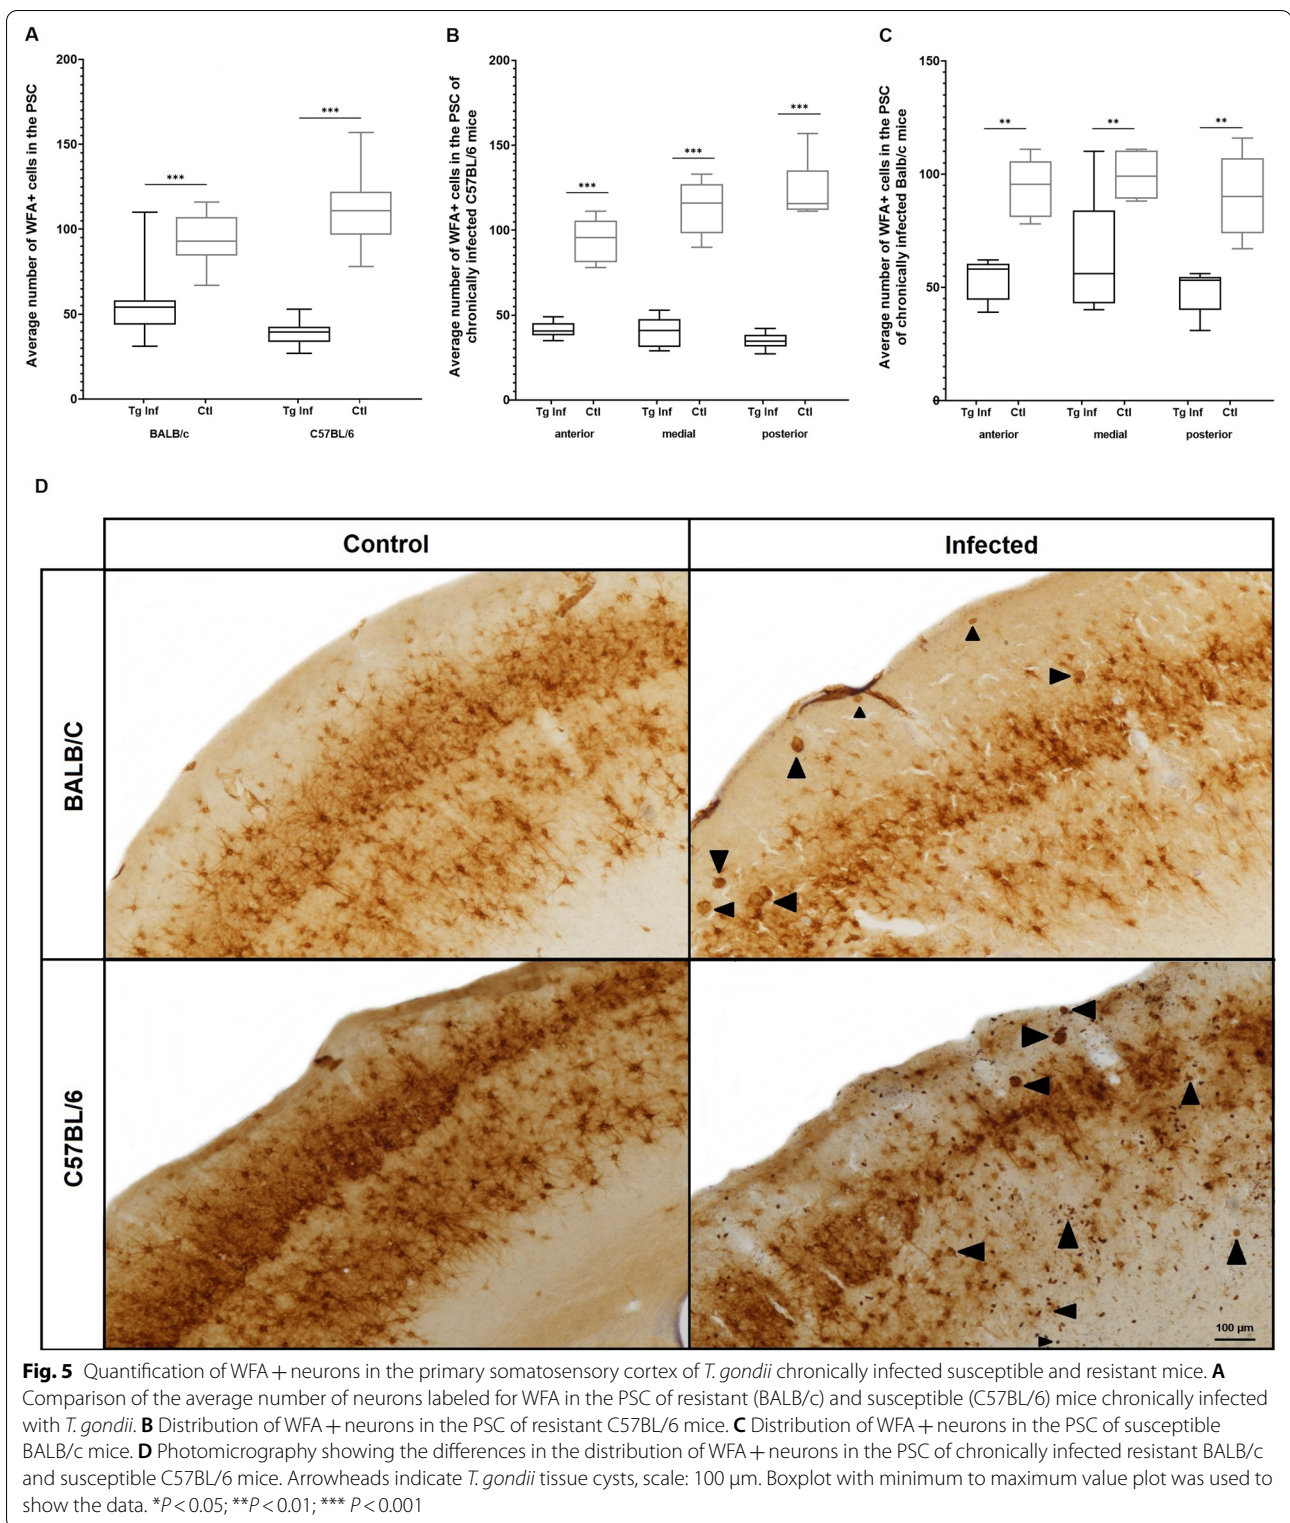 A
Average number of WFA+ cells in the PSC
200
150
100
50
0
***
***
Tg Inf
Ctl
Tg Inf
Ctl
BALB/c
C57BL/6
B
Average number of WFA+ cells in the PSC of
chronically infected C57BL/6 mice
200
150
100
50
0
***
***
***
Tg Inf
Ctl
Tg Inf
Ctl
Tg Inf
Ctl
anterior
medial
posterior
C
Average number of WFA+ cells in the PSC
of chronically infected Balb/c mice
150
100
50
0
**
**
**
Tg Inf
Ctl
Tg Inf
Ctl
Tg Inf
Ctl
anterior
medial
posterior
D
Control
Infected
BALB/C
C57BL/6
100 µm
Fig. 5 Quantification of WFA + neurons in the primary somatosensory cortex of T. gondii chronically infected susceptible and resistant mice. A
Comparison of the average number of neurons labeled for WFA in the PSC of resistant (BALB/c) and susceptible (C57BL/6) mice chronically infected
with T. gondii. B Distribution of WFA + neurons in the PSC of resistant C57BL/6 mice. C Distribution of WFA + neurons in the PSC of susceptible
BALB/c mice. D Photomicrography showing the differences in the distribution of WFA + neurons in the PSC of chronically infected resistant BALB/c
and susceptible C57BL/6 mice. Arrowheads indicate T. gondii tissue cysts, scale: 100 µm. Boxplot with minimum to maximum value plot was used to
show the data. *P < 0.05; **P < 0.01; *** P < 0.001